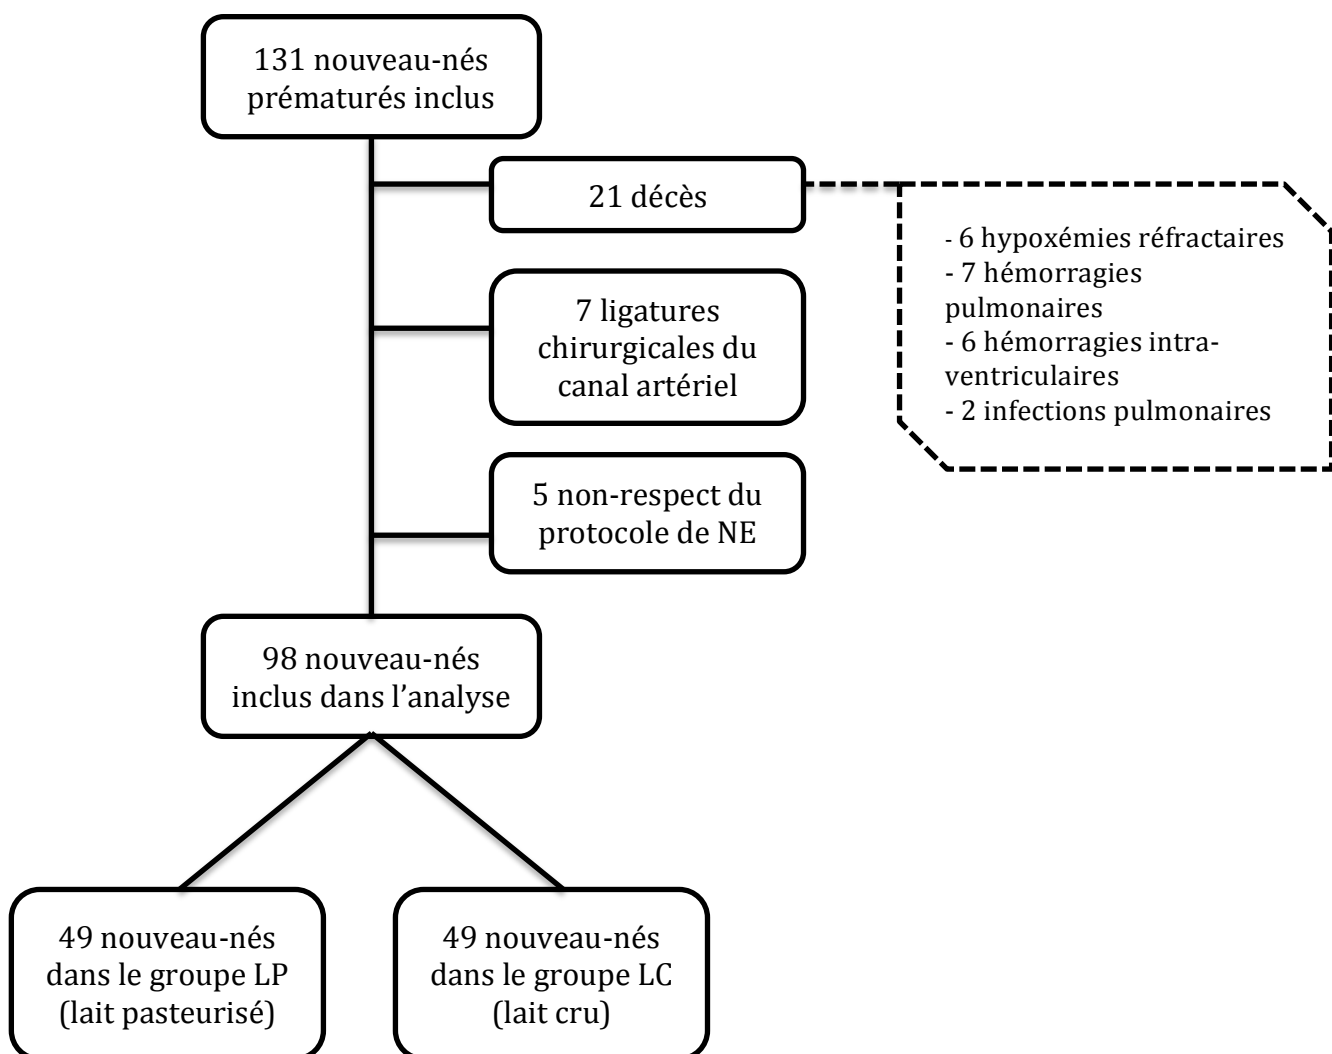 131 nouveau-nés
prématurés inclus
21 décès
- 6 hypoxémies réfractaires
- 7 hémorragies
pulmonaires
- 6 hémorragies intra-
ventriculaires
- 2 infections pulmonaires
7 ligatures
chirurgicales du
canal artériel
5 non-respect du
protocole de NE
98 nouveau-nés
inclus dans l’analyse
49 nouveau-nés
dans le groupe LP
(lait pasteurisé)
49 nouveau-nés
dans le groupe LC
(lait cru)